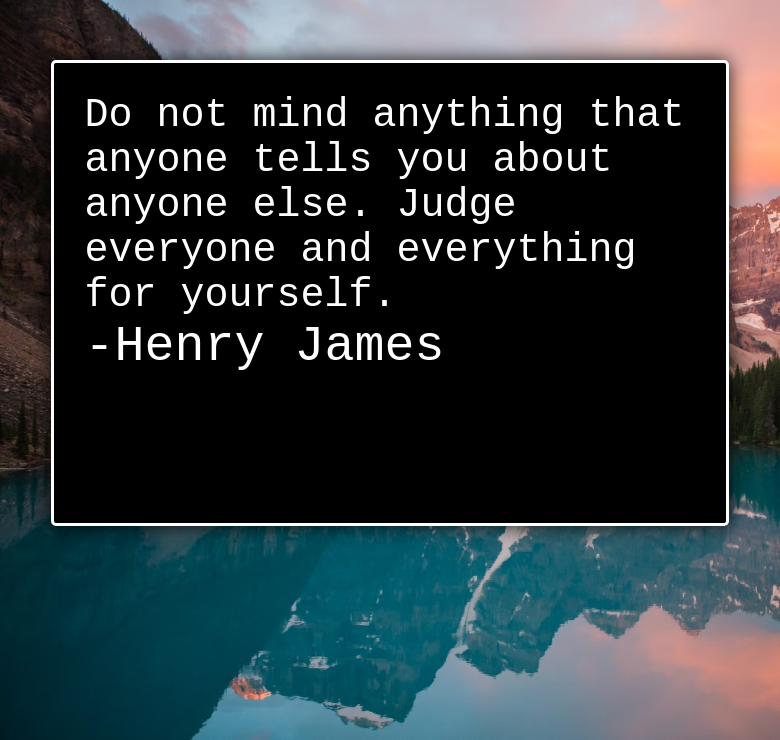 Do not mind anything that
anyone tells you about
anyone else. Judge
everyone and everything
for yourself.
-Henry James